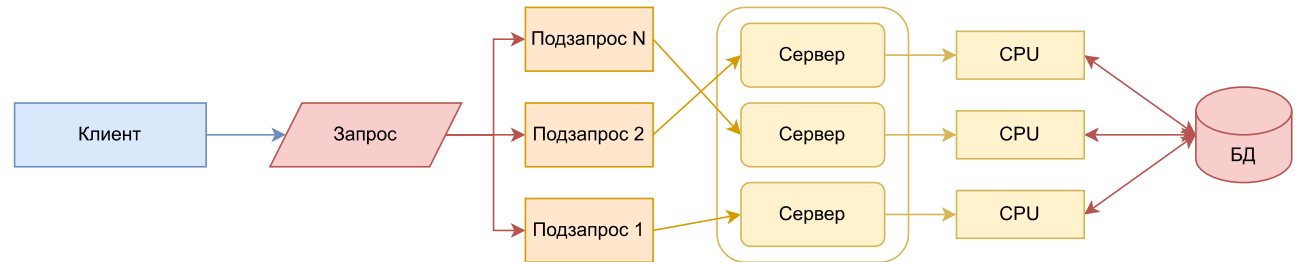 Клиент
Запрос
Подзапрос N
Подзапрос 2
Подзапрос 1
Сервер
Сервер
Сервер
CPU
CPU
CPU
БД